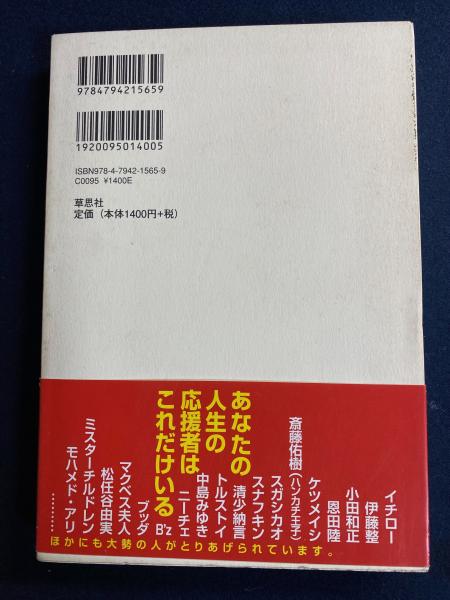 9784794215659
1920095014005
ISBN978-4-7942-1565-9
C0095 ¥1400E
草思社
定価（本体1400円+税）
イチロー
伊藤整
小田和正
恩田陸
ケツメイシ
斎藤佑樹（ハンカチ王子）
スガシカオ
スナフキン
清少納言
トルストイ
中島みゆき
ニーチェ
B'z
ブッダ
マクベス夫人
松任谷由実
ミスターチルドレン
モハメド・アリ
………
あなたの
人生の
応援者は
これだけいる
ほかにも大勢の人がとりあげられています。